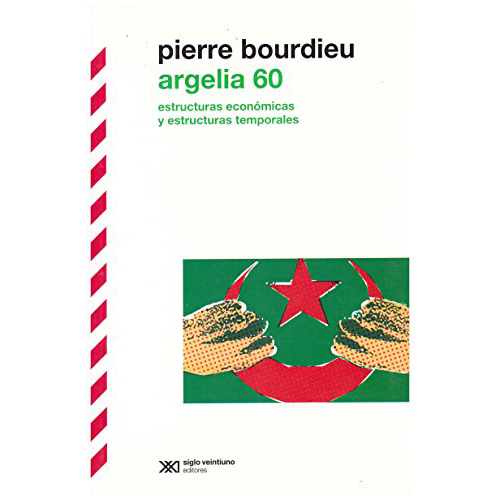 pierre bourdieu
argelia 60
estructuras económicas
y estructuras temporales
siglo veintiuno
editores